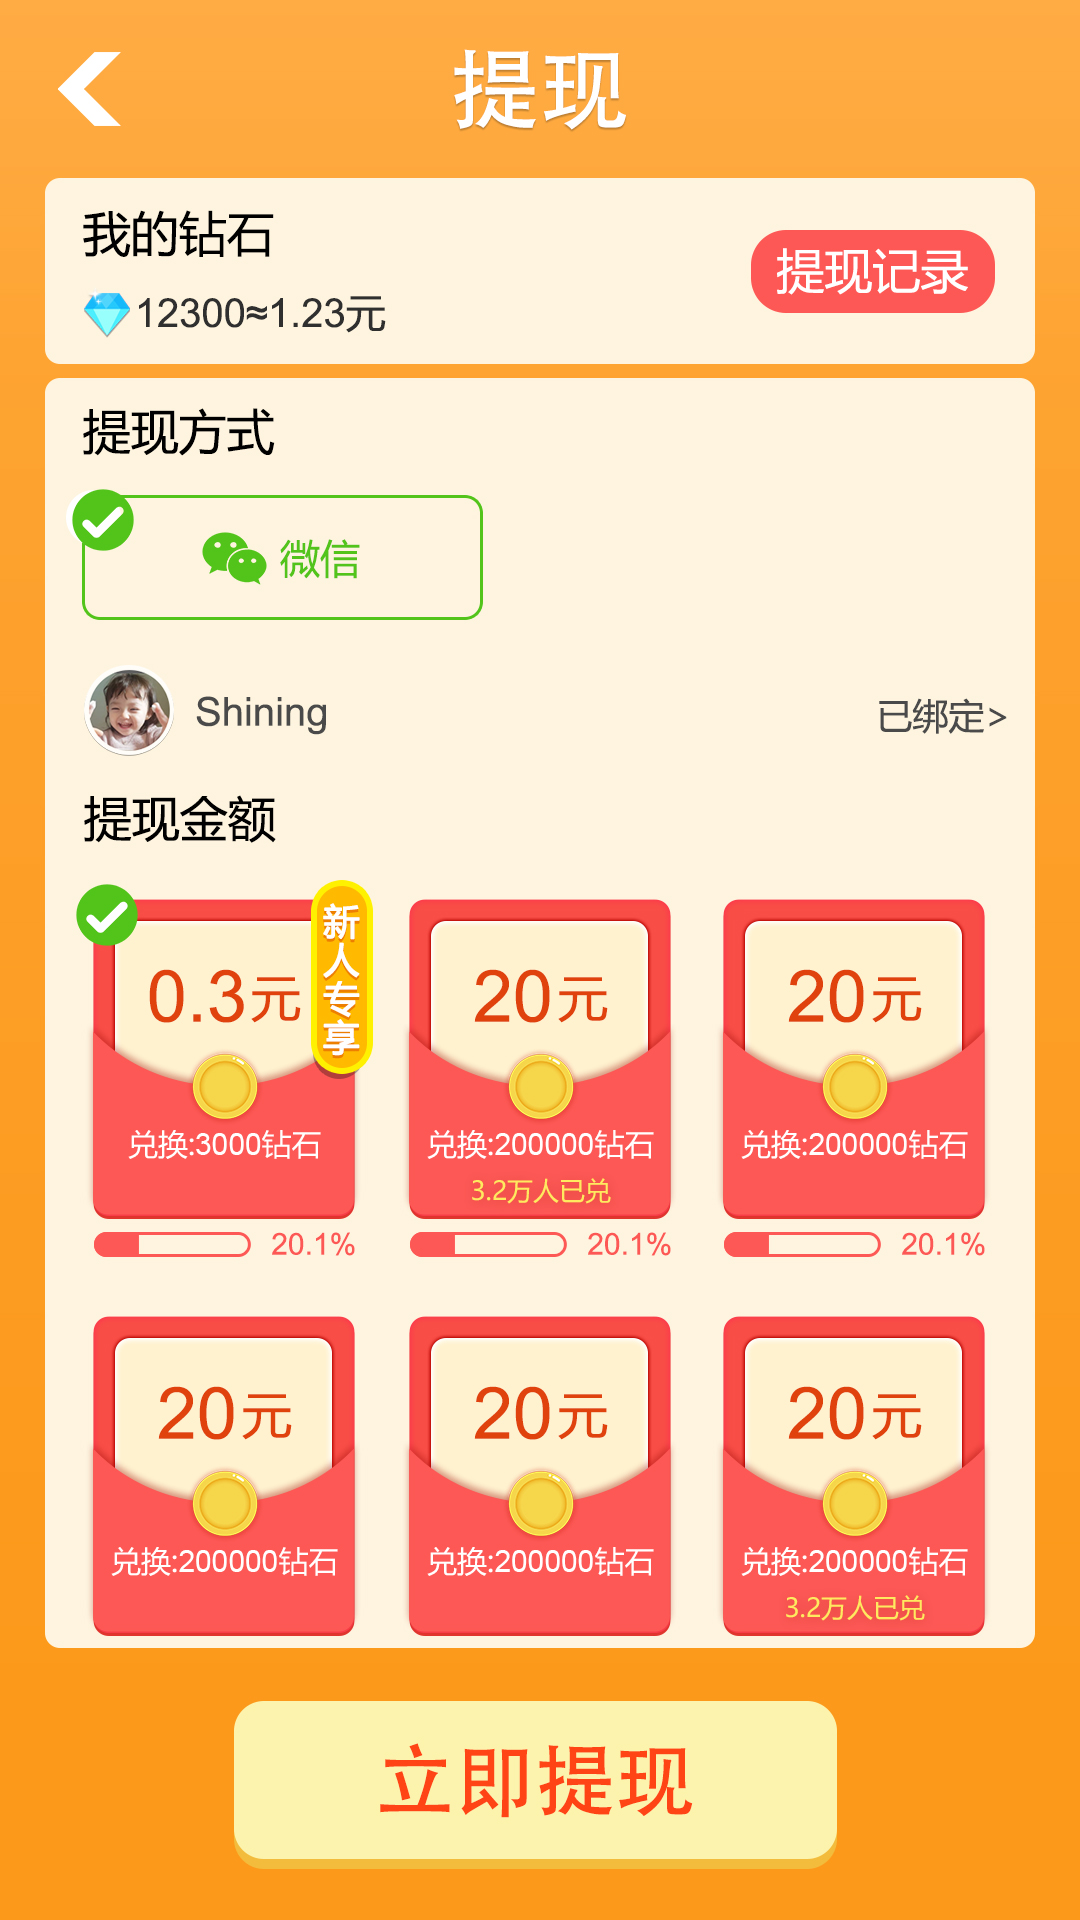 提现
我的钻石
12300≈1.23元
提现记录
提现方式
微信
Shining
已绑定>
提现金额
0.3元
新人专享
兑换:3000钻石
20.1%
20元
兑换:200000钻石
3.2万人已兑
20.1%
20元
兑换:200000钻石
20.1%
20元
兑换:200000钻石
20元
兑换:200000钻石
20元
兑换:200000钻石
3.2万人已兑
立即提现